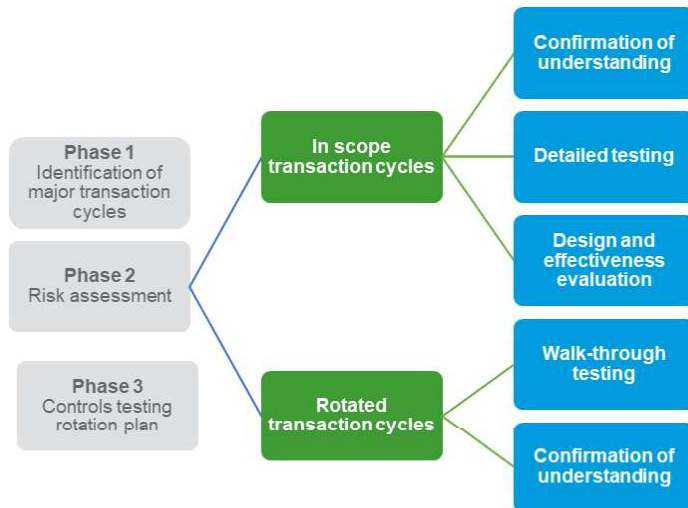 Phase 1
Identification of
major transaction
cycles
Phase 2
Risk assessment
Phase 3
Controls testing
rotation plan
In scope
transaction cycles
Rotated
transaction cycles
Confirmation of
understanding
Detailed testing
Design and
effectiveness
evaluation
Walk-through
testing
Confirmation of
understanding